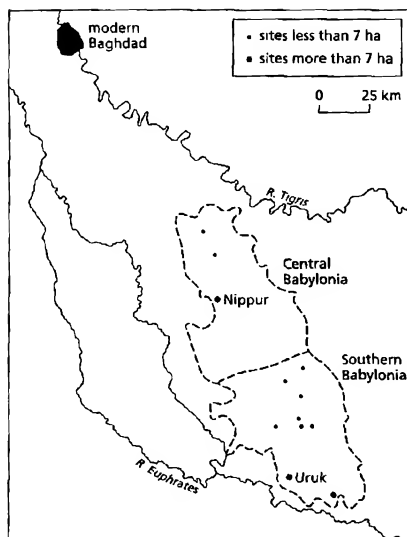 modern
Baghdad
sites less than 7 ha
sites more than 7 ha
0 25 km
R. Tigris
Central
Babylonia
Nippur
Southern
Babylonia
Uruk
R Euphrates